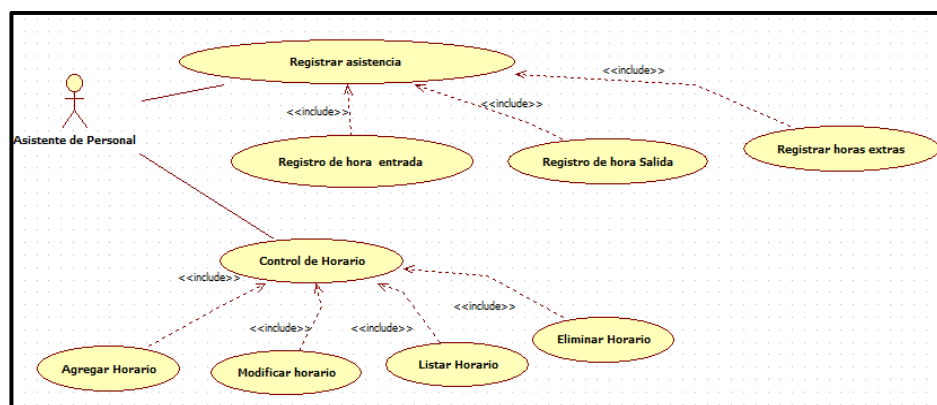 Registrar asistencia
<<include>>
<<include>>
<<include>>
Asistente de Personal
Registro de hora entrada
Registro de hora Salida
Registrar horas extras
Control de Horario
<<include>>
<<include>>
<<include>>
<<include>>
Eliminar Horario
Agregar Horario
Modificar horario
Listar Horario